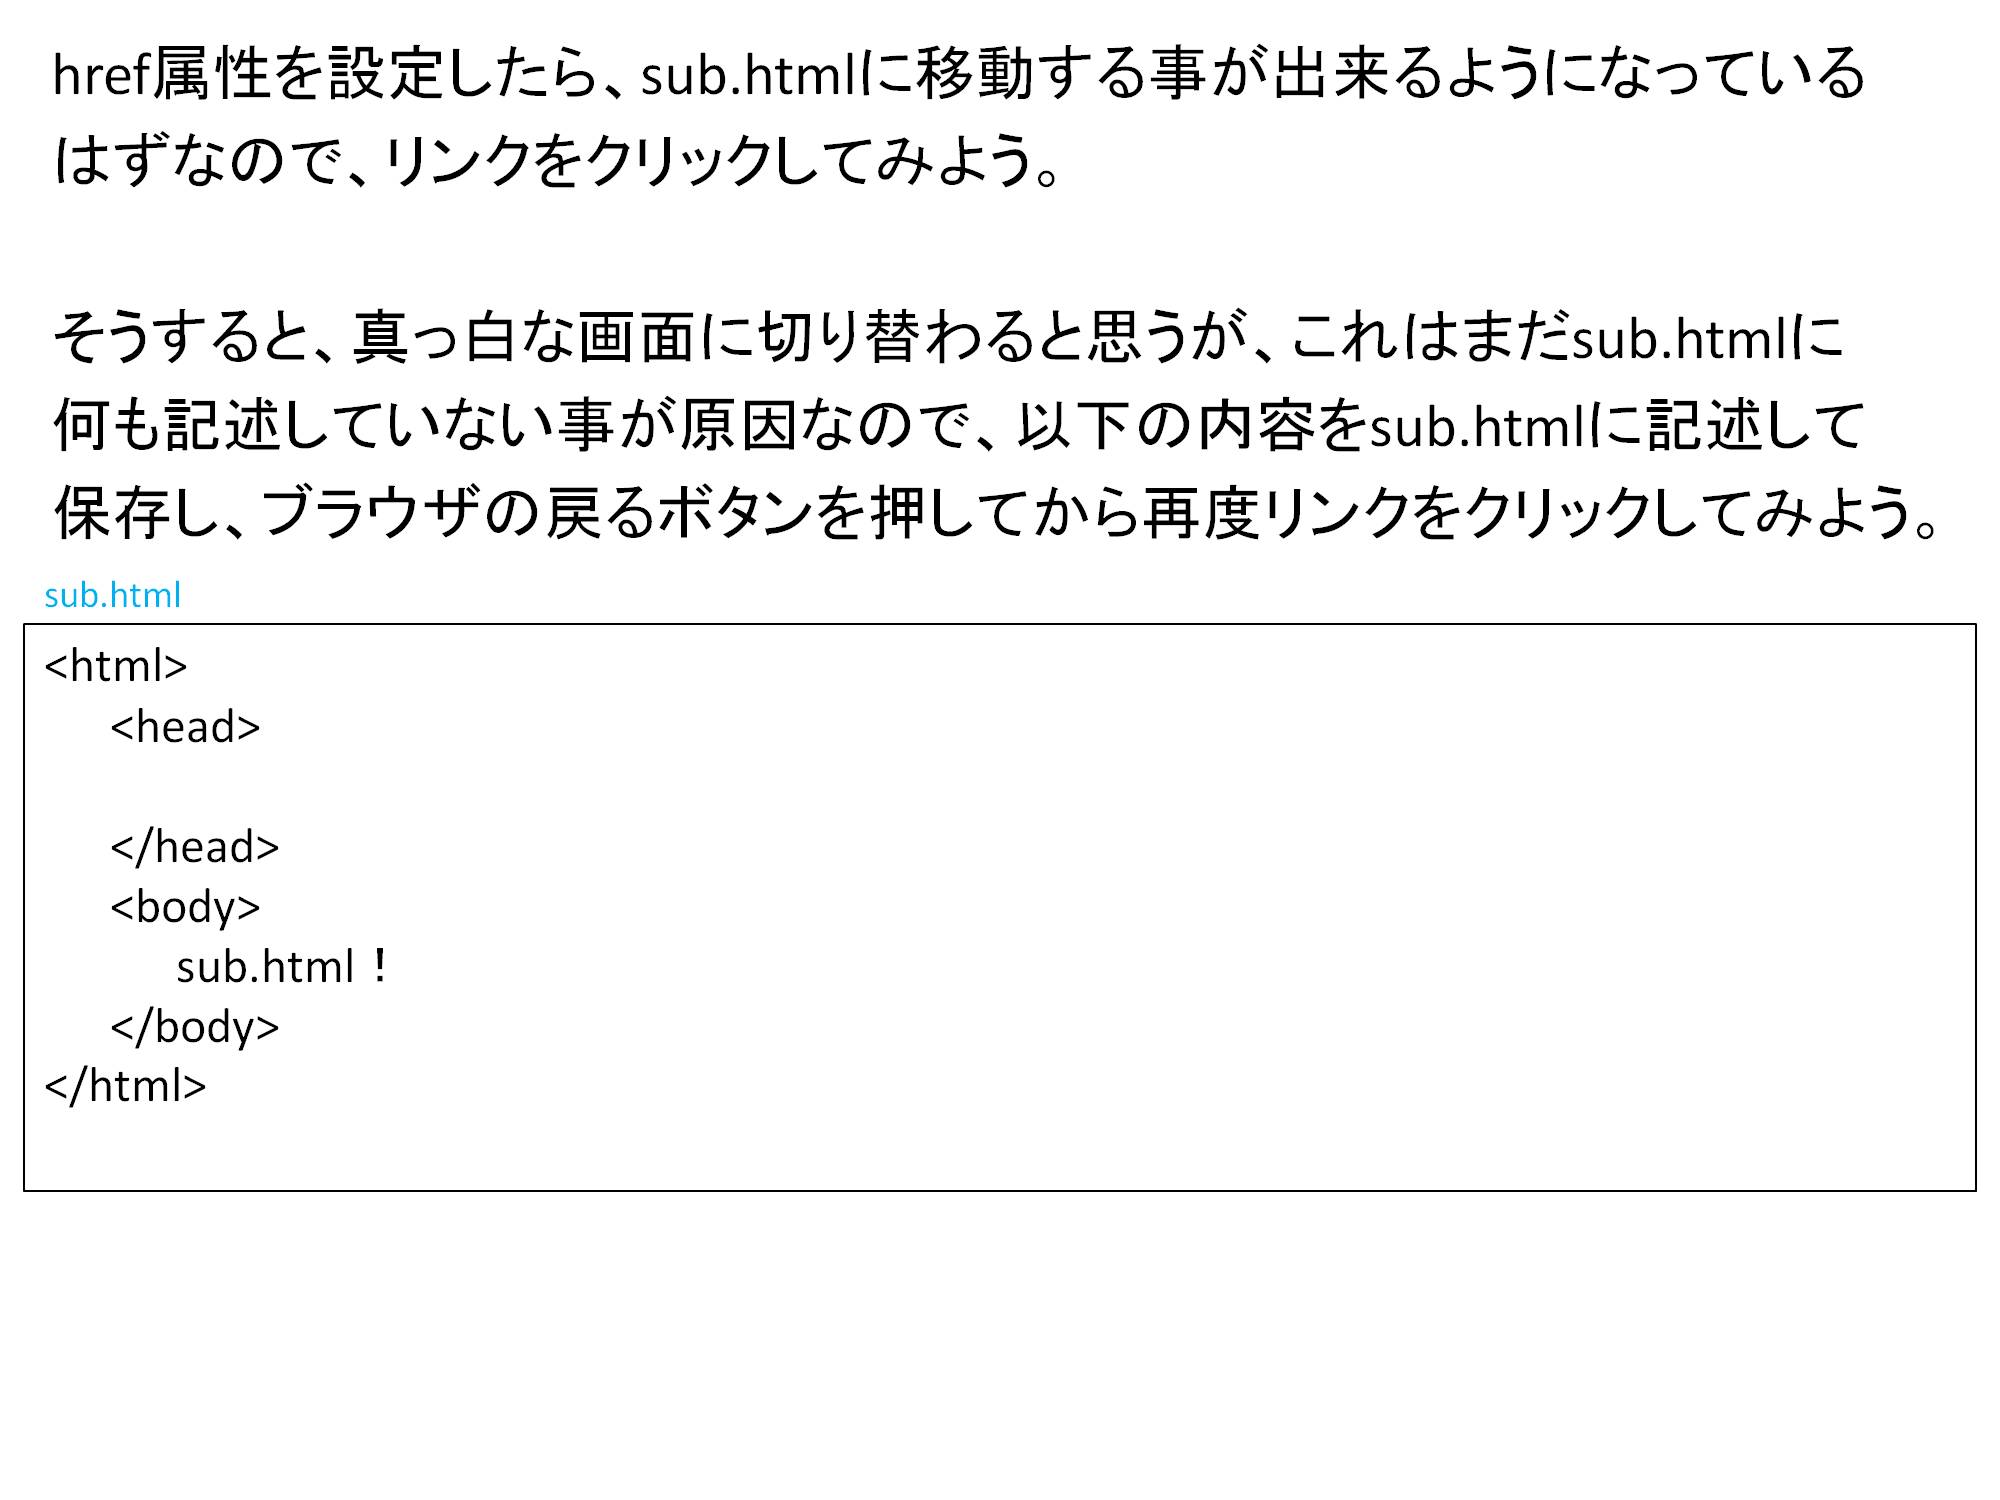 href属性を設定したら、sub.htmlに移動する事が出来るようになっている
はずなので、リンクをクリックしてみよう。
そうすると、真っ白な画面に切り替わると思うが、これはまだsub.htmlに
何も記述していない事が原因なので、以下の内容をsub.htmlに記述して
保存し、ブラウザの戻るボタンを押してから再度リンクをクリックしてみよう。
sub.html
<html>
<head>
</head>
<body>
sub.html！
</body>
</html>